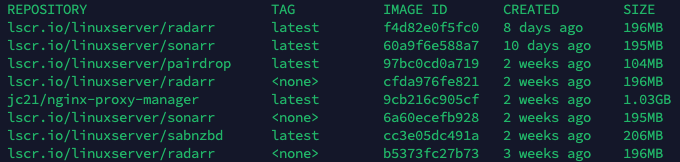 REPOSITORY TAG IMAGE ID CREATED SIZE
lscr.io/linuxserver/radarr latest f4d82e0f5fc0 8 days ago 196MB
lscr.io/linuxserver/sonarr latest 60a9f6e588a7 10 days ago 195MB
lscr.io/linuxserver/pairdrop latest 97bc0cd0a719 2 weeks ago 104MB
lscr.io/linuxserver/radarr <none> cfda976fe821 2 weeks ago 196MB
jc21/nginx-proxy-manager latest 9cb216c905cf 2 weeks ago 1.03GB
lscr.io/linuxserver/sonarr <none> 6a60ecefb928 2 weeks ago 195MB
lscr.io/linuxserver/sabnzbd latest cc3e05dc491a 2 weeks ago 206MB
lscr.io/linuxserver/radarr <none> b5373fc27b73 3 weeks ago 196MB